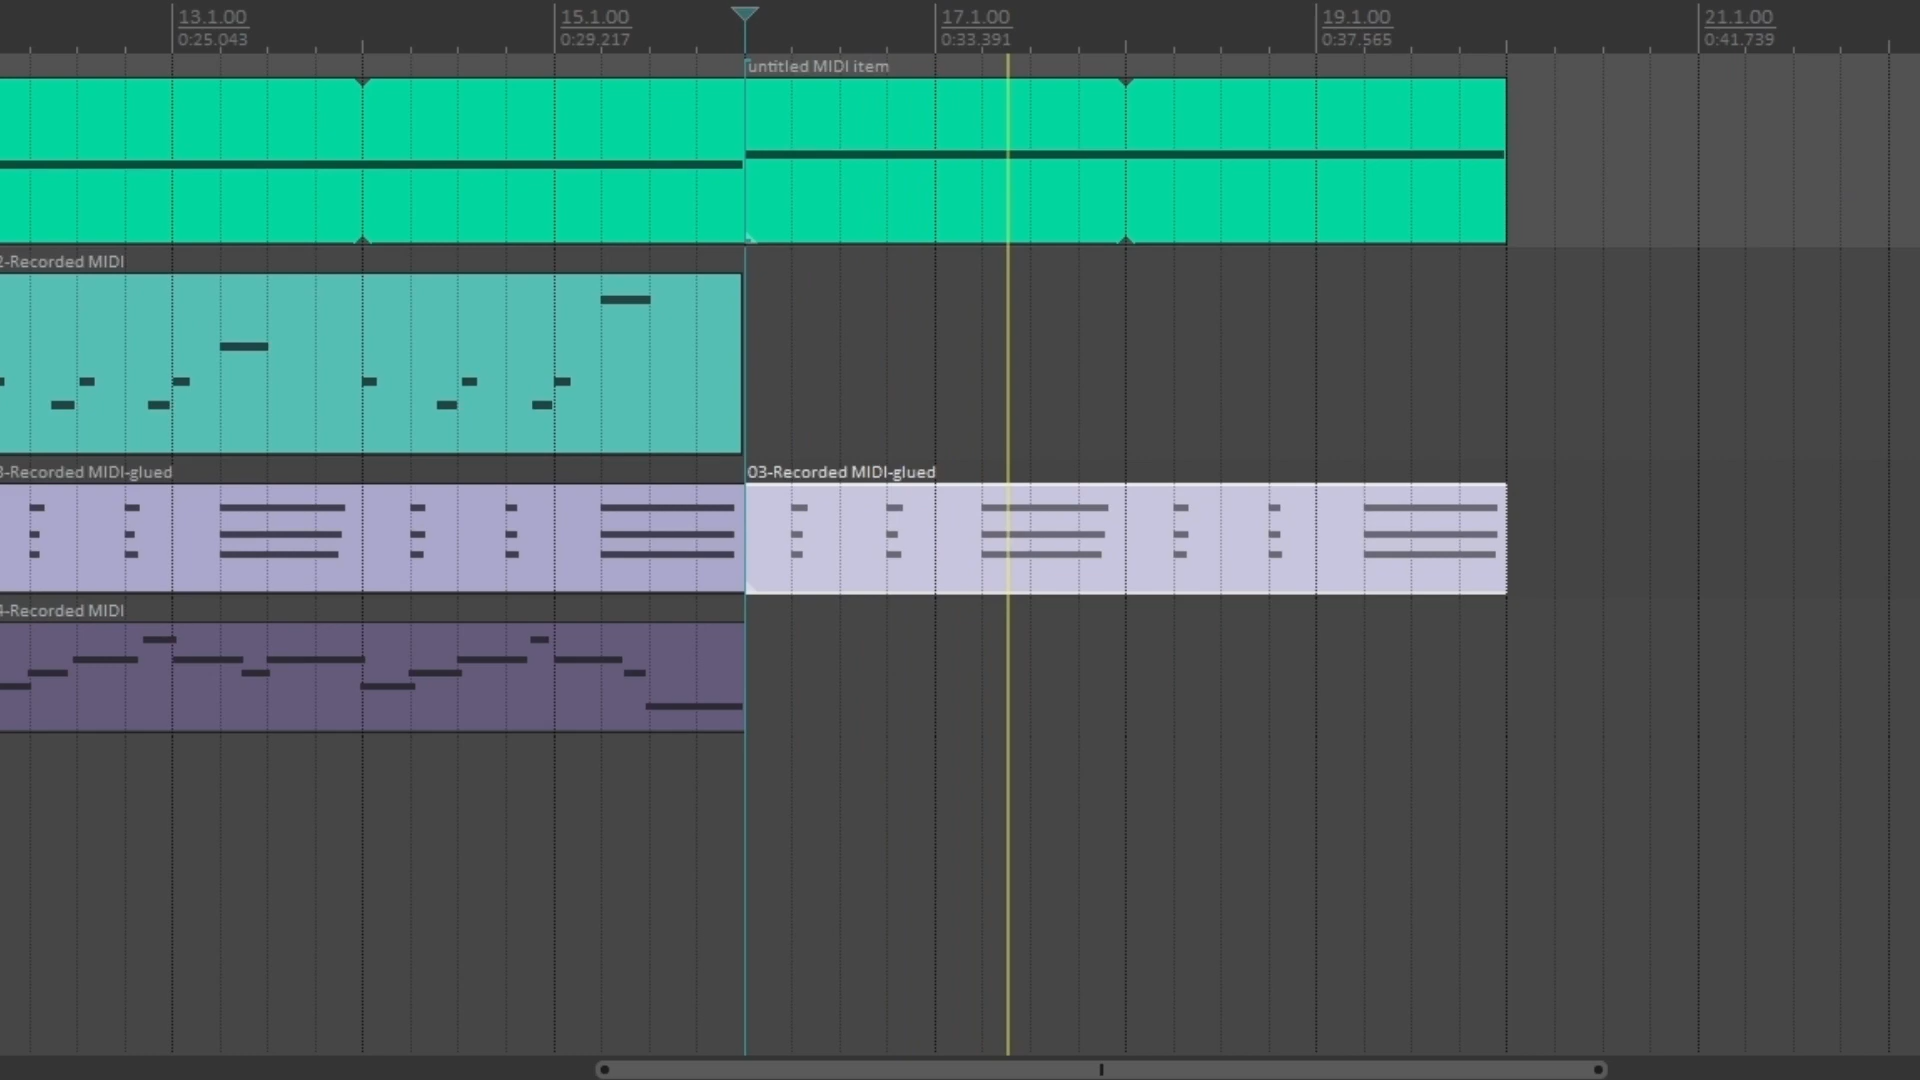 13.1.00
0:25.043
15.1.00
0:29.217
17.1.00
0:33.391
19.1.00
0:37.565
21.1.00
0:41.739
untitled MIDI item
2-Recorded MIDI
3-Recorded MIDI-glued
03-Recorded MIDI-glued
4-Recorded MIDI